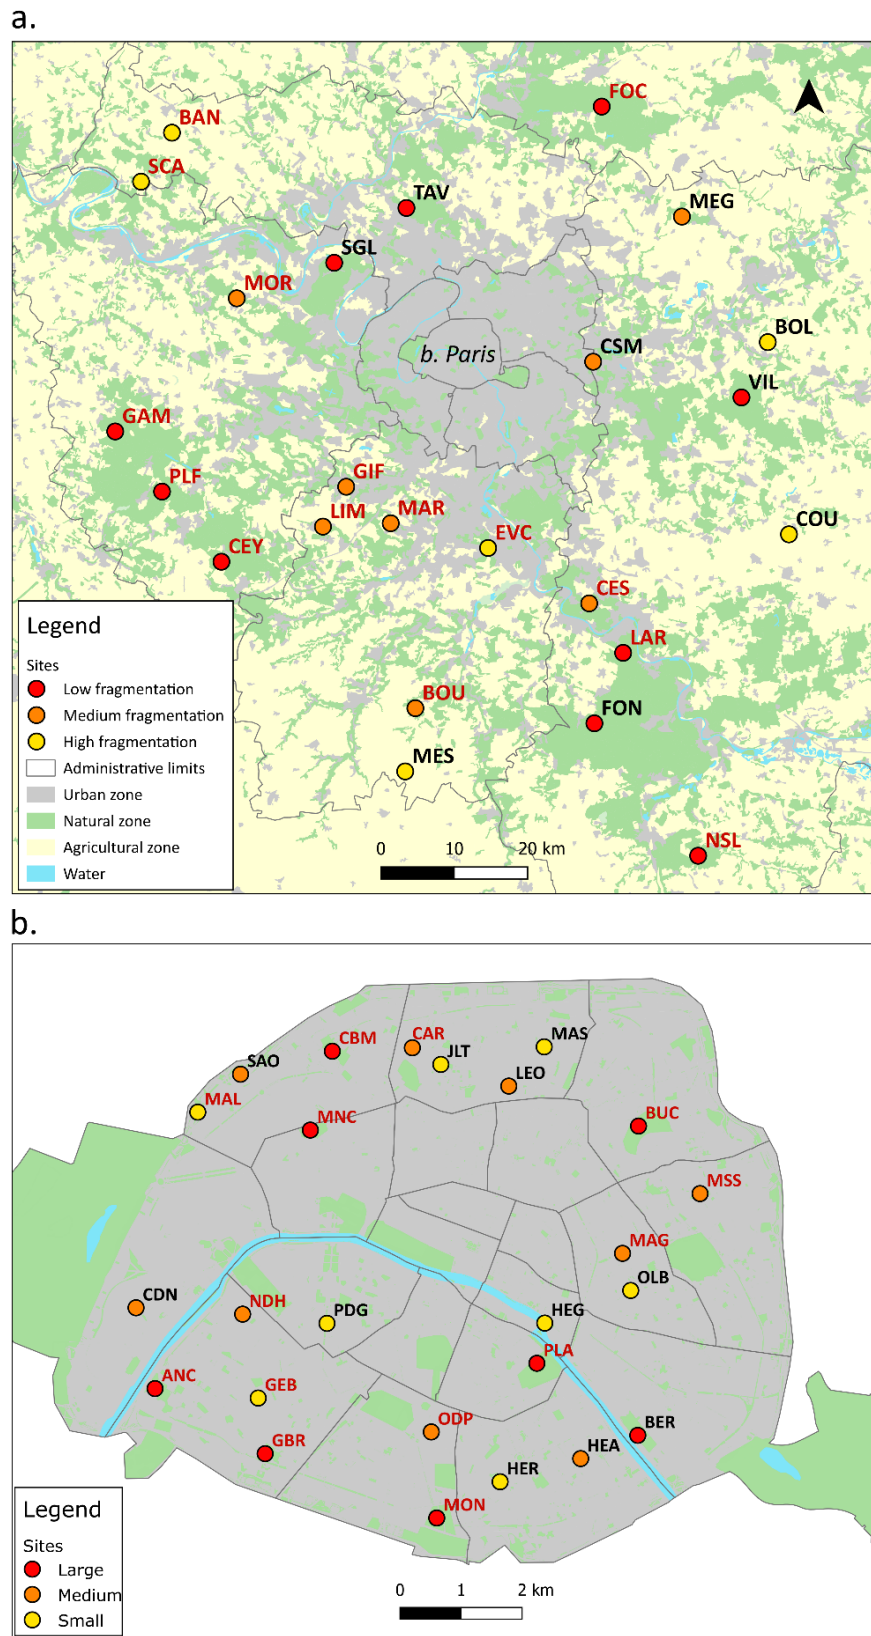 a.
FOC
BAN
SCA
TAV
MEG
SGL
MOR
BOL
b. Paris
CSM
VIL
GAM
GIF
PLF
LIM
MAR
COU
EVC
CEY
CES
LAR
BOU
FON
MES
NSL
Legend
Sites
Low fragmentation
Medium fragmentation
High fragmentation
Administrative limits
Urban zone
Natural zone
Agricultural zone
Water
0 10 20 km
b.
CBM
CAR
MAS
JLT
SAO
LEO
MAL
MNC
BUC
MSS
MAG
OLB
CDN
NDH
PDG
HEG
PLA
ANC
GEB
ODP
BER
GBR
HEA
HER
MON
Legend
Sites
Large
Medium
Small
0 1 2 km